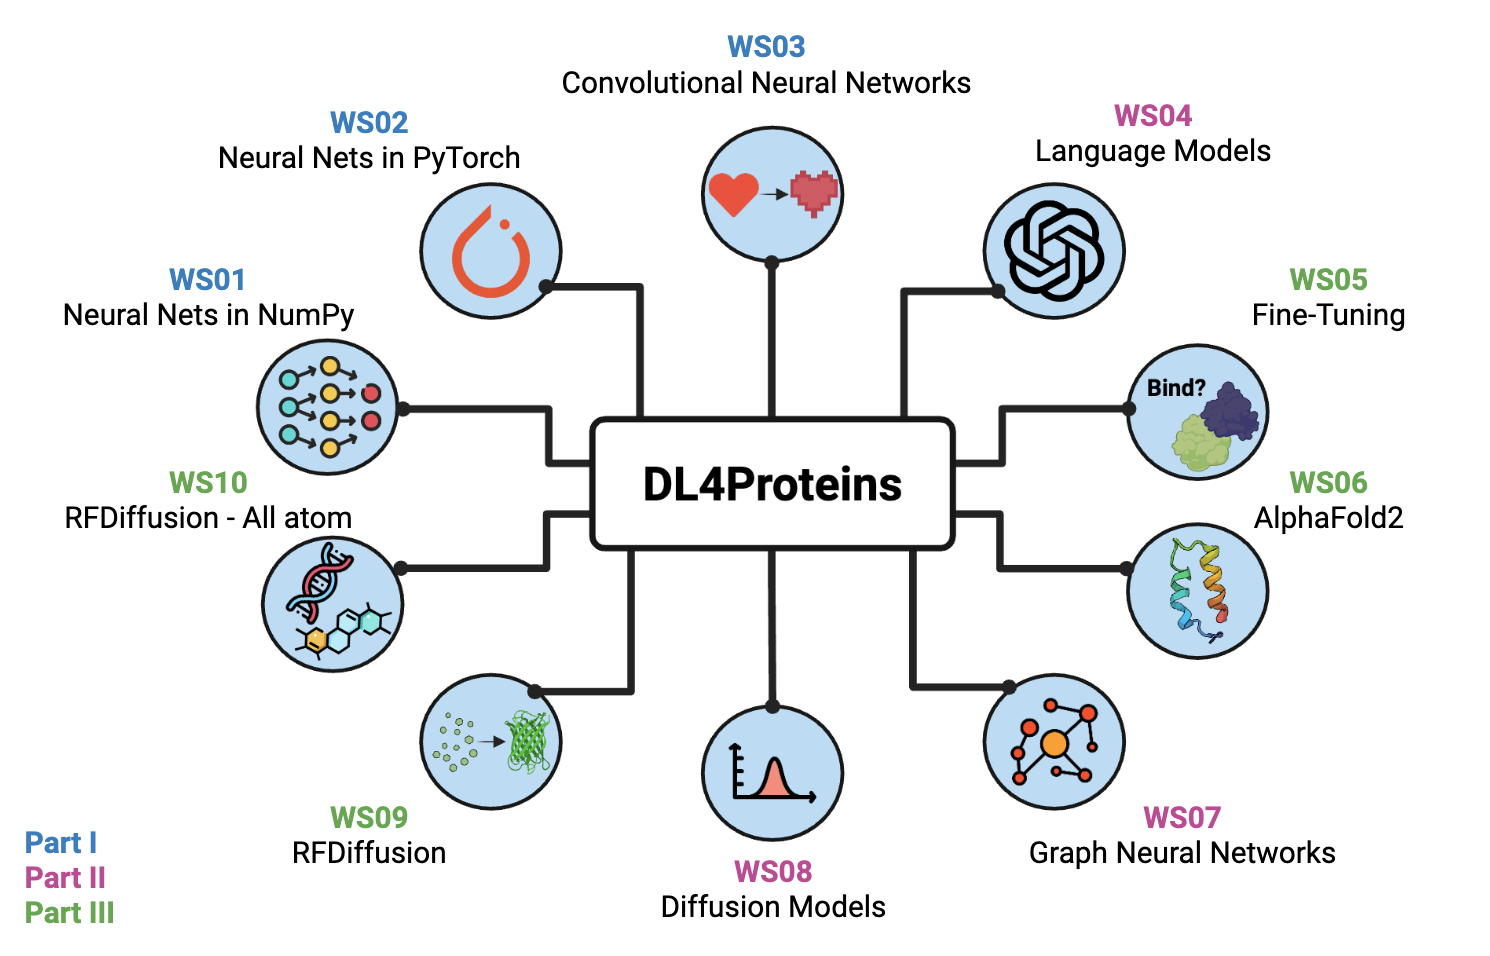 WS03
Convolutional Neural Networks
WS02
Neural Nets in PyTorch
WS04
Language Models
WS01
Neural Nets in NumPy
WS05
Fine-Tuning
Bind?
DL4Proteins
WS10
RFDiffusion - All atom
WS06
AlphaFold2
WS09
RFDiffusion
WS07
Graph Neural Networks
WS08
Diffusion Models
Part I
Part II
Part III